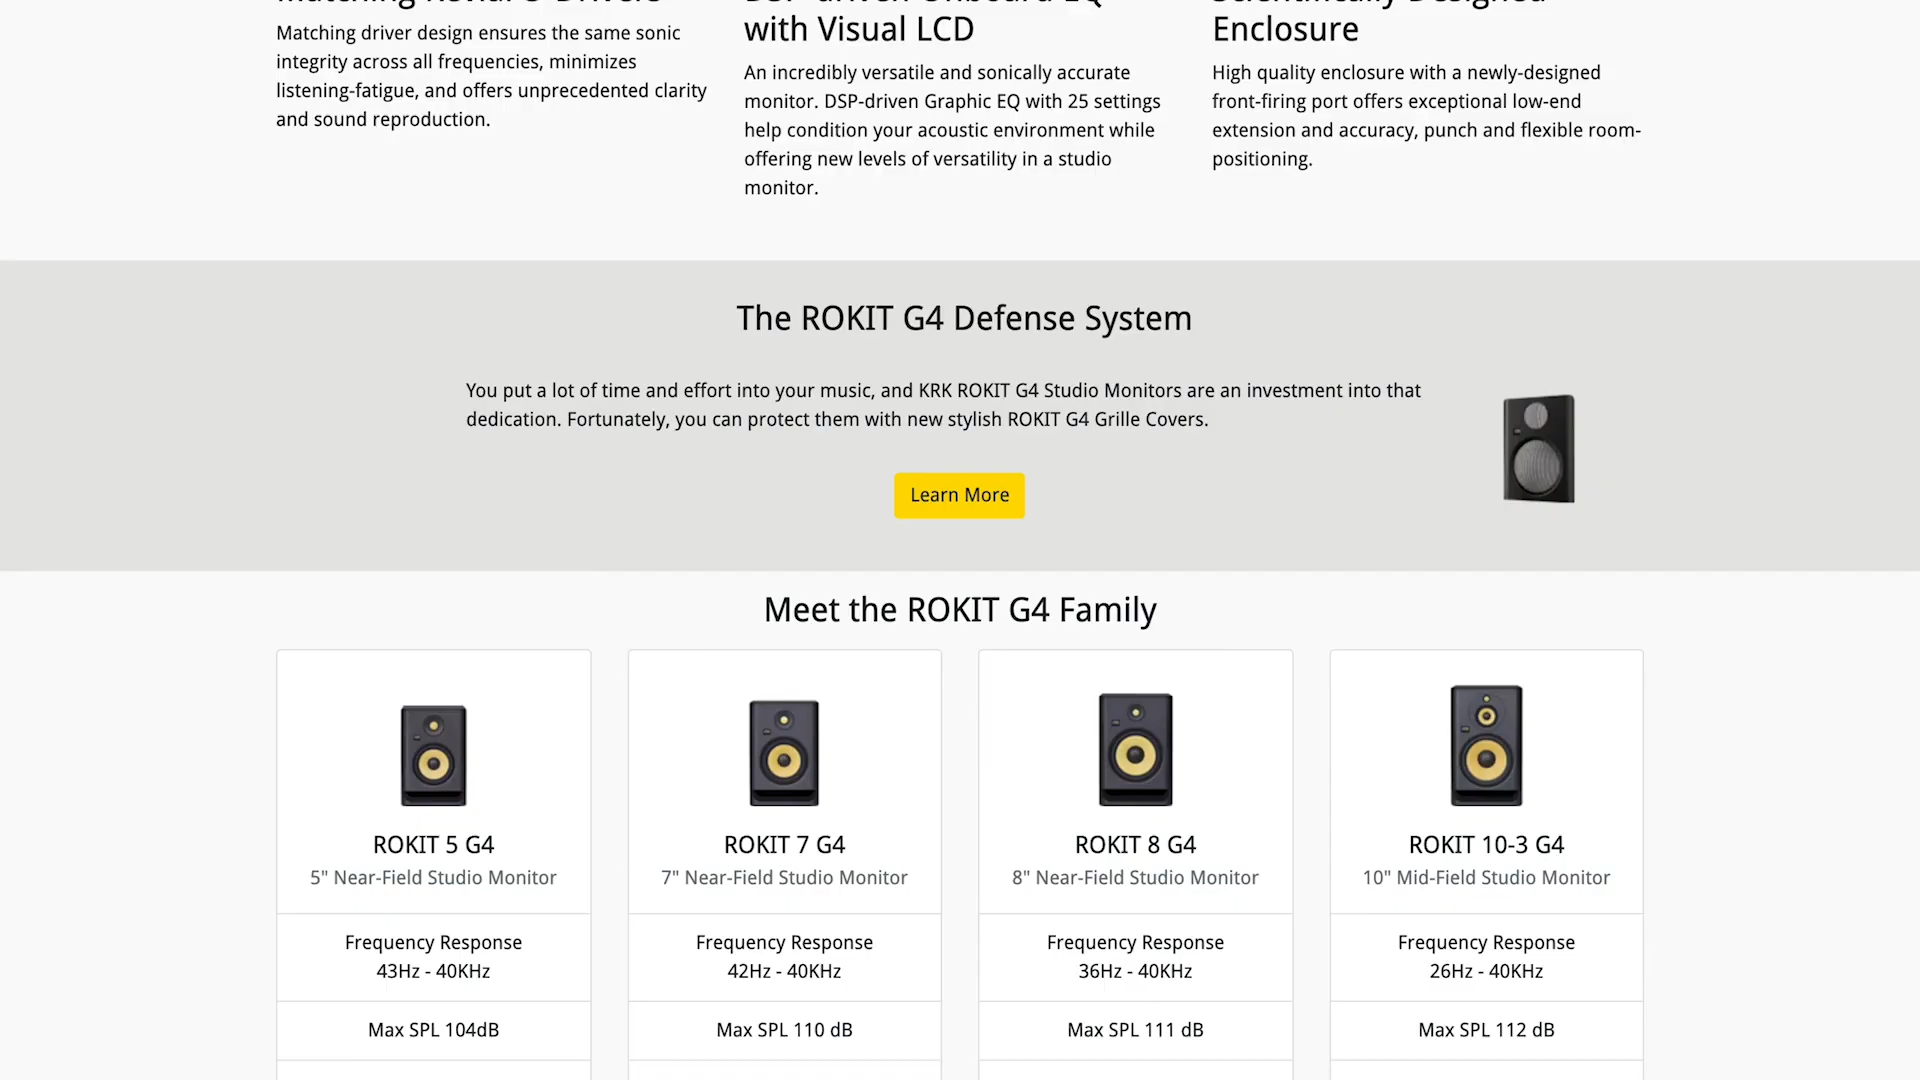 Matching driver design ensures the same sonic
integrity across all frequencies, minimizes
listening-fatigue, and offers unprecedented clarity
and sound reproduction.
with Visual LCD
An incredibly versatile and sonically accurate
monitor. DSP-driven Graphic EQ with 25 settings
help condition your acoustic environment while
offering new levels of versatility in a studio
monitor.
Scientifically Designed
Enclosure
High quality enclosure with a newly-designed
front-firing port offers exceptional low-end
extension and accuracy, punch and flexible room-
positioning.
The ROKIT G4 Defense System
You put a lot of time and effort into your music, and KRK ROKIT G4 Studio Monitors are an investment into that
dedication. Fortunately, you can protect them with new stylish ROKIT G4 Grille Covers.
Learn More
Meet the ROKIT G4 Family
ROKIT 5 G4
5" Near-Field Studio Monitor
Frequency Response
43Hz - 40KHz
Max SPL 104dB
ROKIT 7 G4
7" Near-Field Studio Monitor
Frequency Response
42Hz - 40KHz
Max SPL 110 dB
ROKIT 8 G4
8" Near-Field Studio Monitor
Frequency Response
36Hz - 40KHz
Max SPL 111 dB
ROKIT 10-3 G4
10" Mid-Field Studio Monitor
Frequency Response
26Hz - 40KHz
Max SPL 112 dB